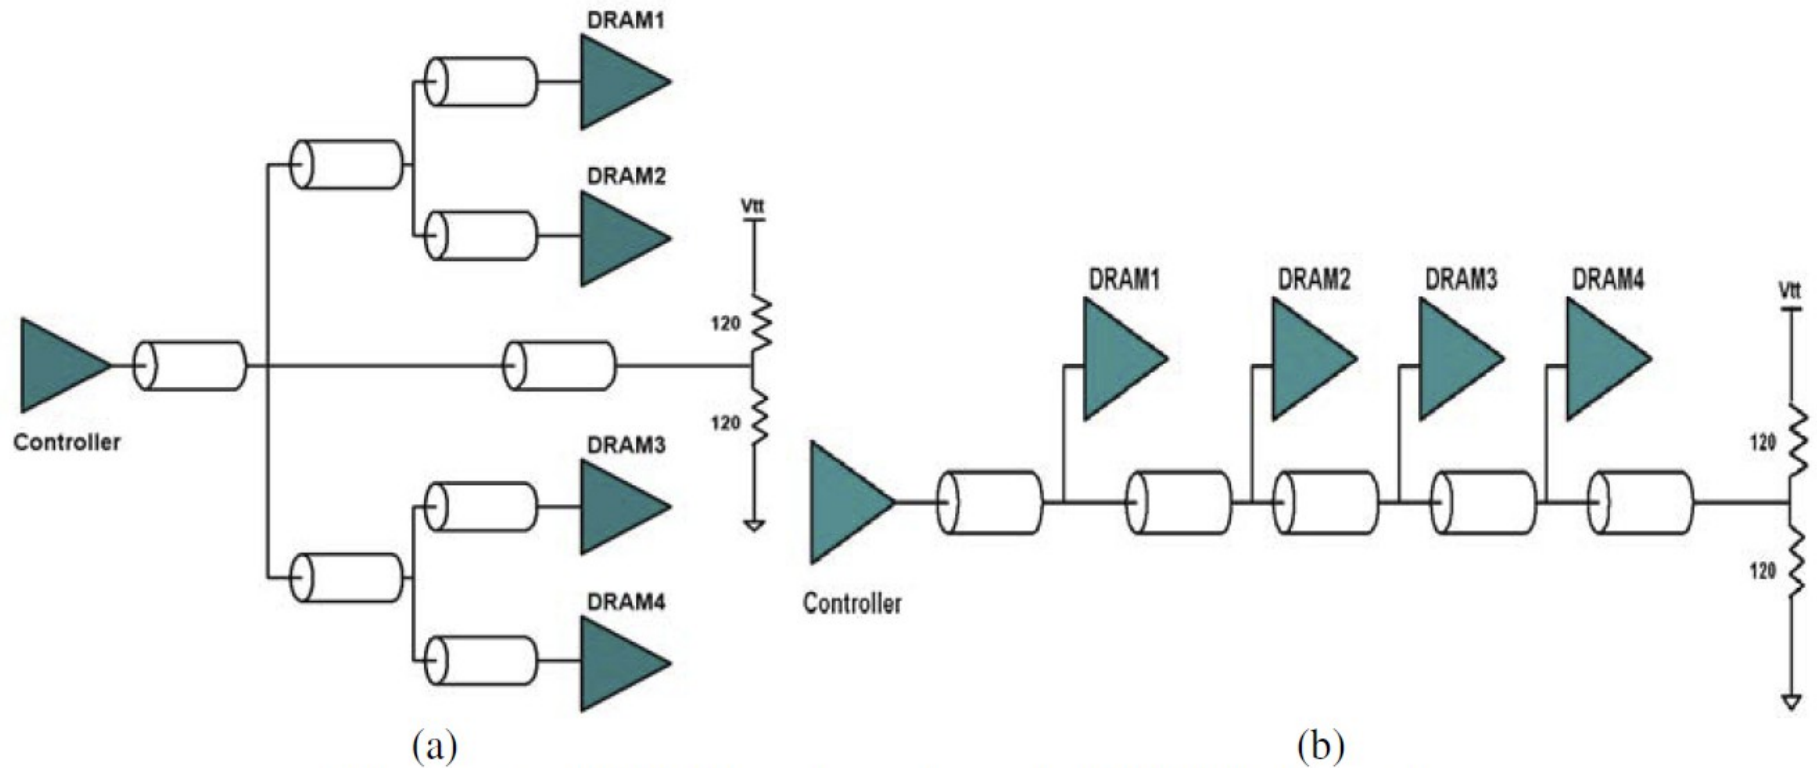 DRAM1
DRAM2
Vtt
120
120
Controller
DRAM3
DRAM4
(a)
DRAM1 DRAM2 DRAM3 DRAM4
Vtt
120
120
Controller
(b)